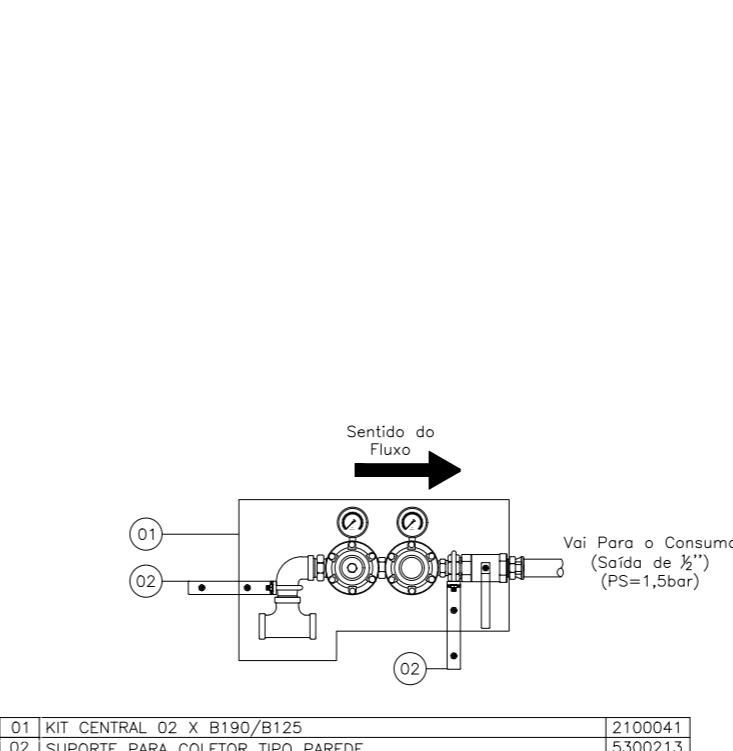 Sentido do
Fluxo
01
02
Vai Para o Consumo
(Saída de ½’’)
(PS=1,5bar)
02
01 KIT CENTRAL 02 X B190/B125 2100041
02 SUPORTE PARA COLETOR TIPO PAREDE 5300213